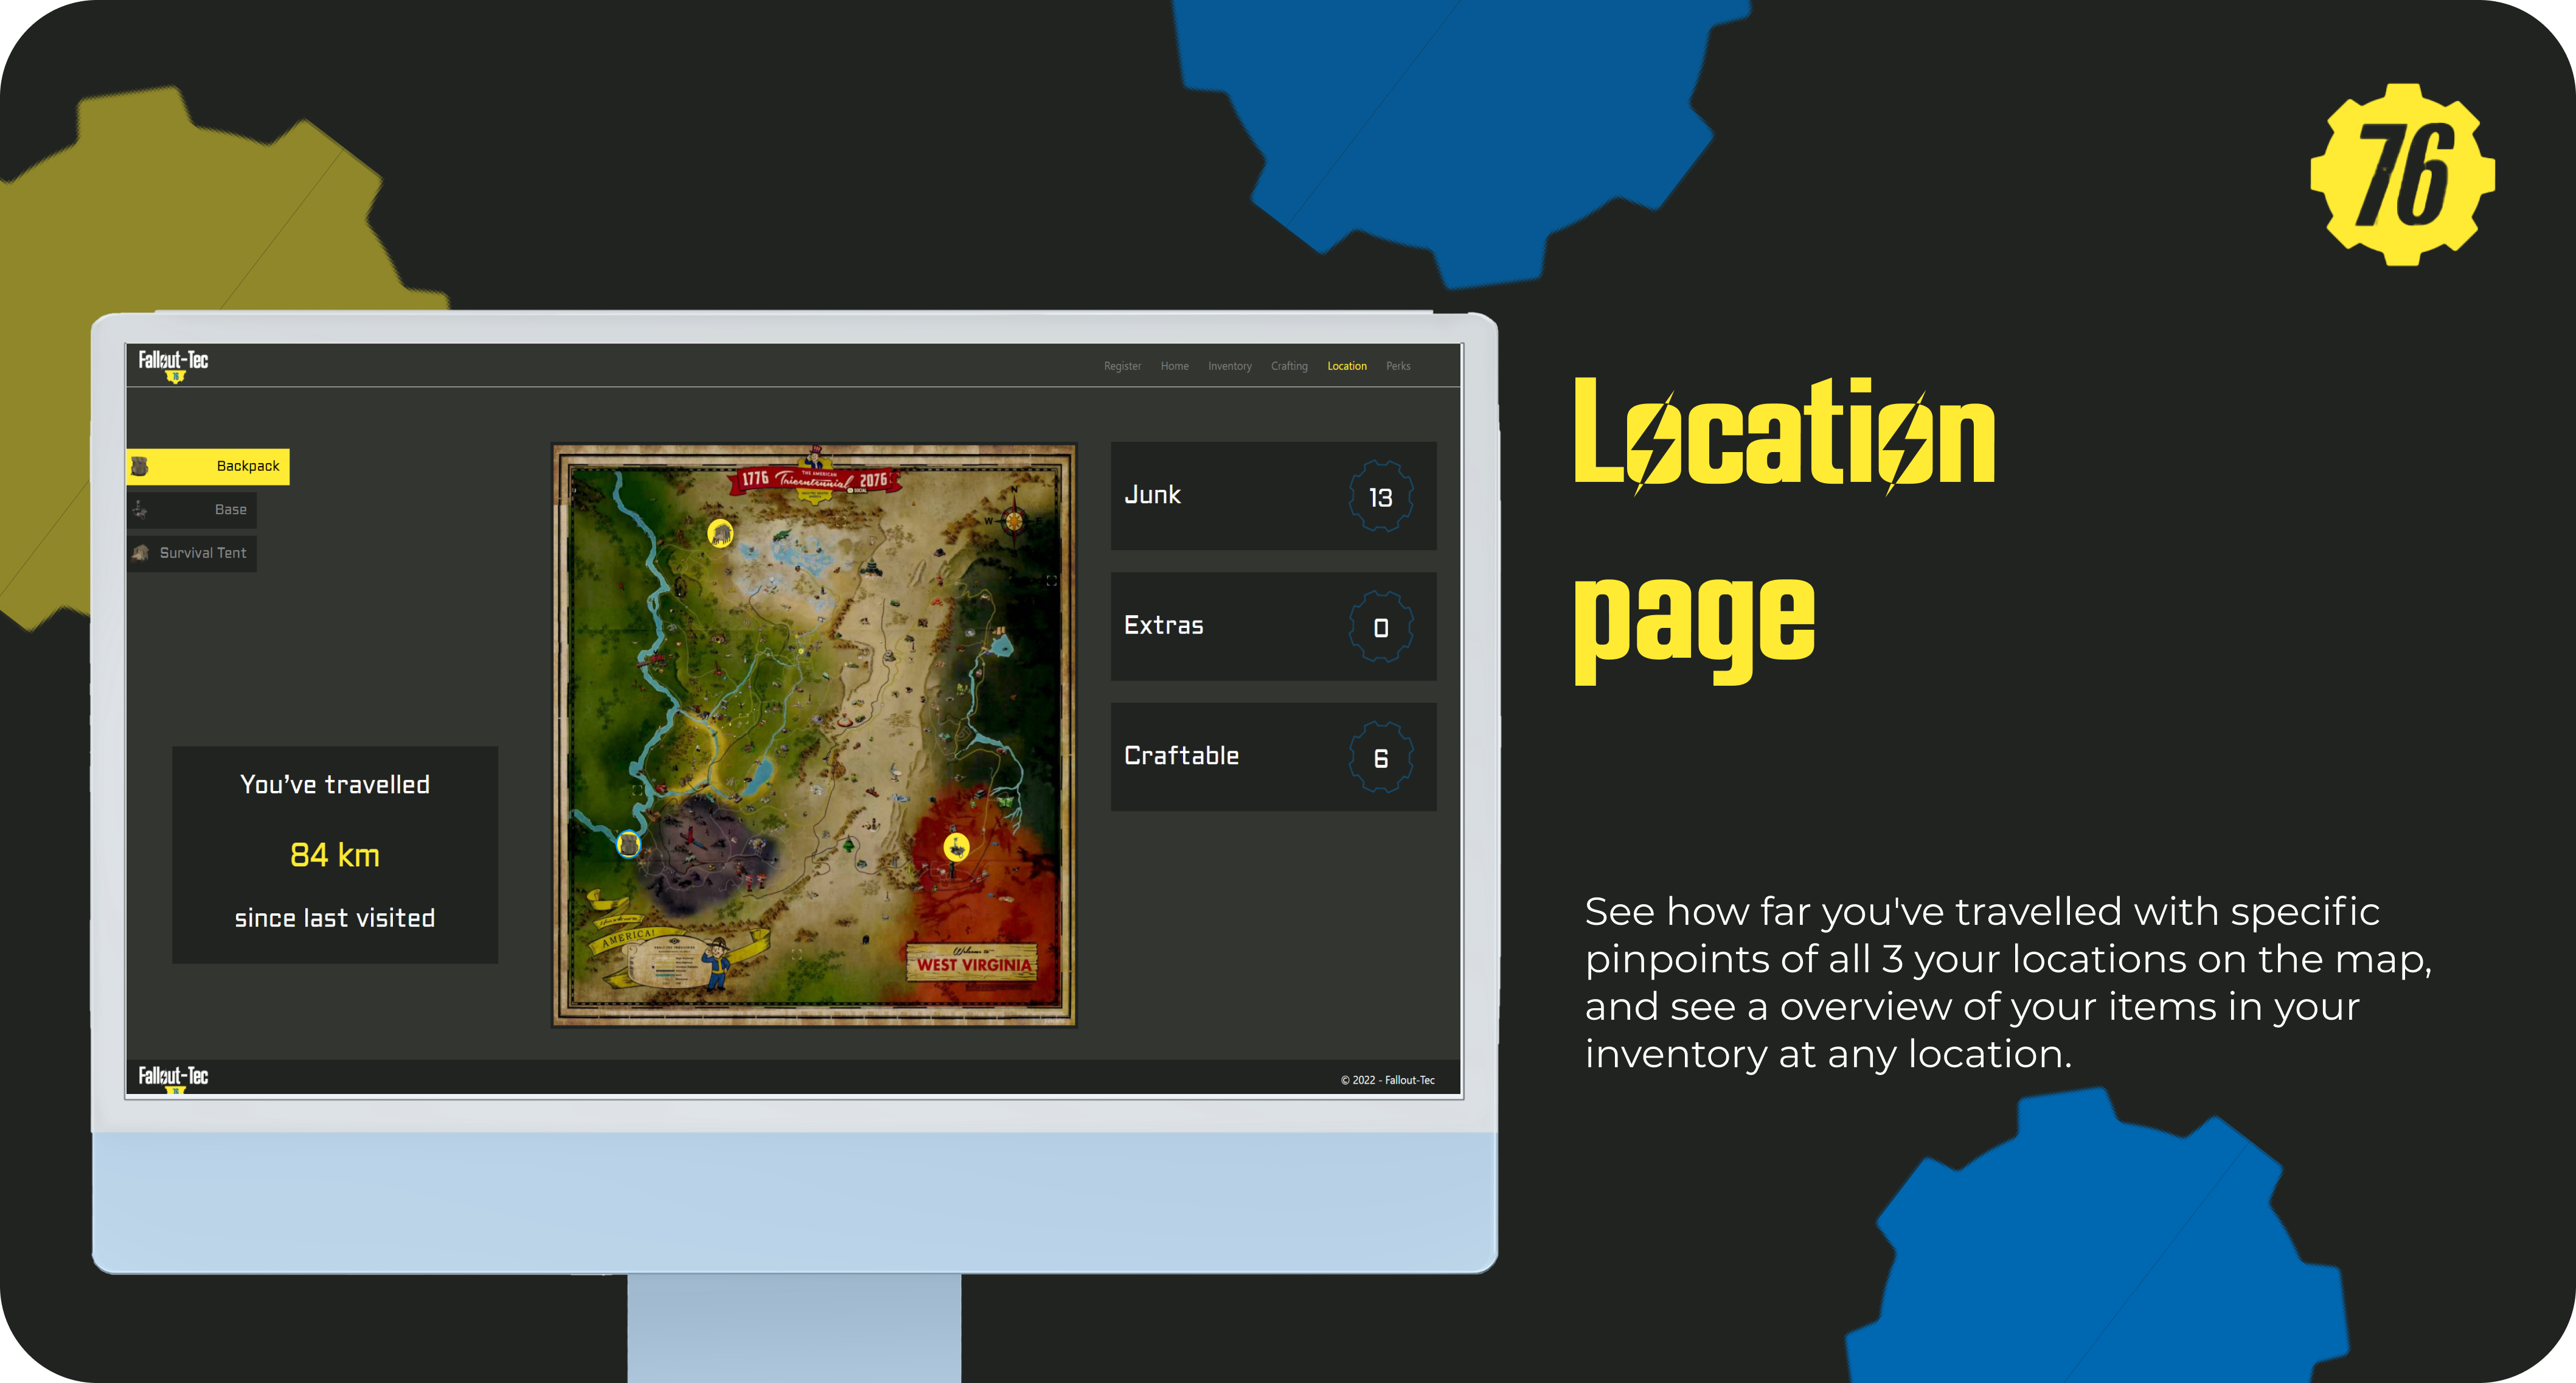 76
Location
page
See how far you've travelled with specific
pinpoints of all 3 your locations on the map,
and see a overview of your items in your
inventory at any location.
Fallout-Tec
76
Register Home Inventory Crafting Location Perks
Backpack
Base
Survival Tent
You've travelled
84 km
since last visited
1776 THE AMERICAN Tricentennial 2076
N
W E
AMERICA!
Welcome to
WEST VIRGINIA
Junk 13
Extras 0
Craftable 6
Fallout-Tec
© 2022 - Fallout-Tec